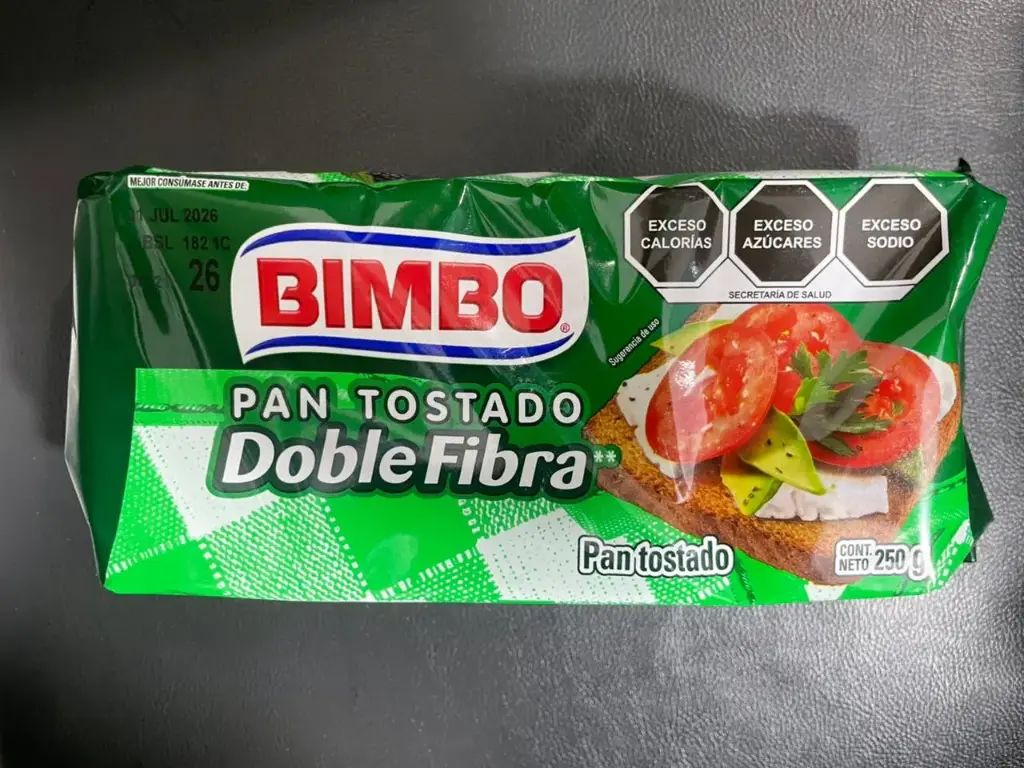 MEJOR CONSÚMASE ANTES DE:
JUL 2026
BSL 182 1C
26
BIMBO®
PAN TOSTADO
Doble Fibra**
EXCESO CALORÍAS
EXCESO AZÚCARES
EXCESO SODIO
SECRETARÍA DE SALUD
Sugerencia de uso
Pan tostado
CONT. NETO 250 g